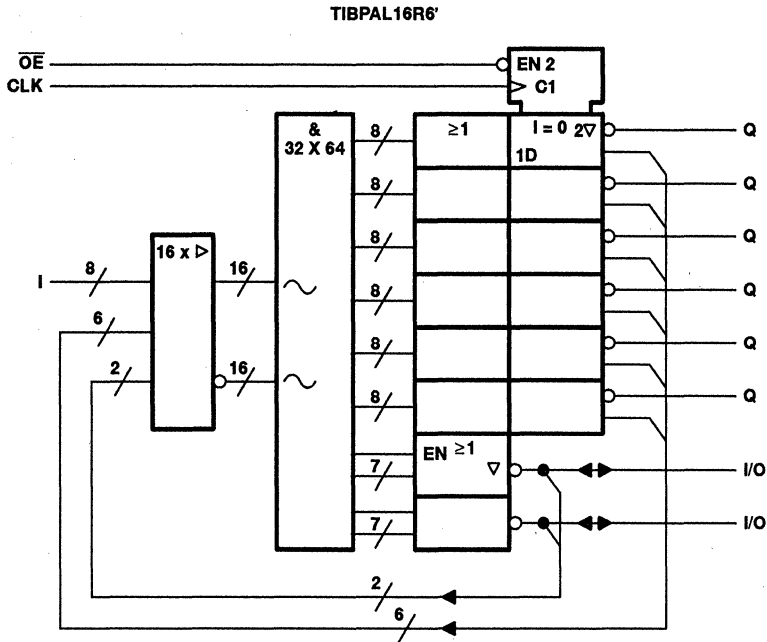 TIBPAL16R6'
OE
EN 2
CLK
C1
&
32 X 64
8
≥1
I = 0 2▽
Q
1D
8
Q
8
Q
16 x ▷
I
8
16
8
Q
6
8
Q
2
16
8
Q
EN ≥1
▽
7
I/O
7
I/O
2
6